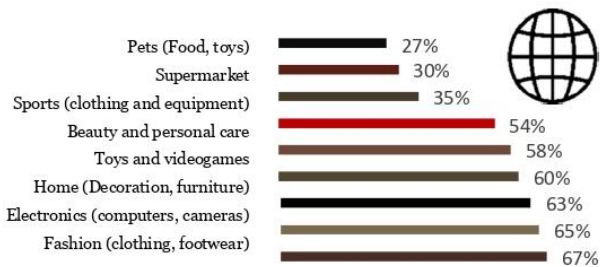 Pets (Food, toys) 27%
Supermarket 30%
Sports (clothing and equipment) 35%
Beauty and personal care 54%
Toys and videogames 58%
Home (Decoration, furniture) 60%
Electronics (computers, cameras) 63%
Fashion (clothing, footwear) 65%
67%